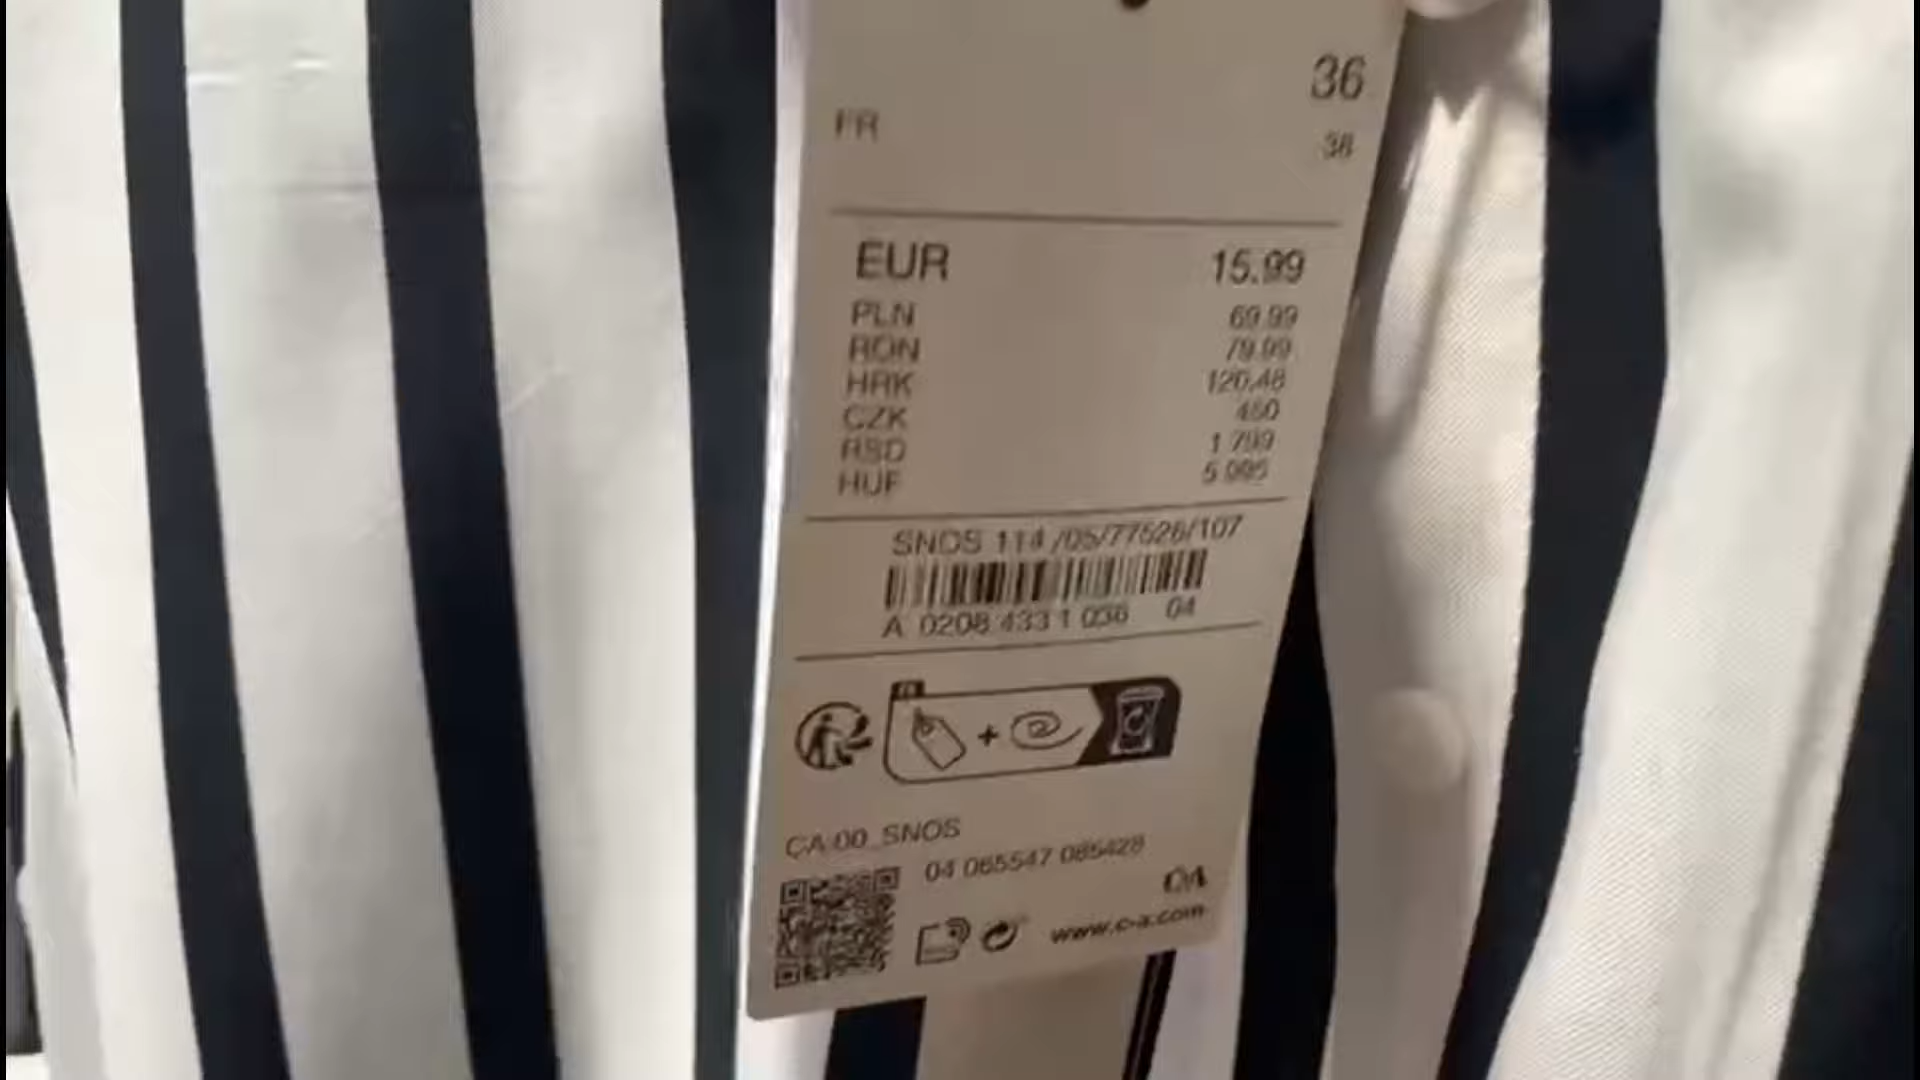 36
FR 38
EUR 15.99
PLN 69.99
RON 79.99
HRK 120.48
CZK 450
RSD 1 799
HUF 5.995
SNOS 114 /05/77526/107
A 0208 433 1 036 04
CA 00_SNOS
04 065547 085428
CA
www.c-a.com